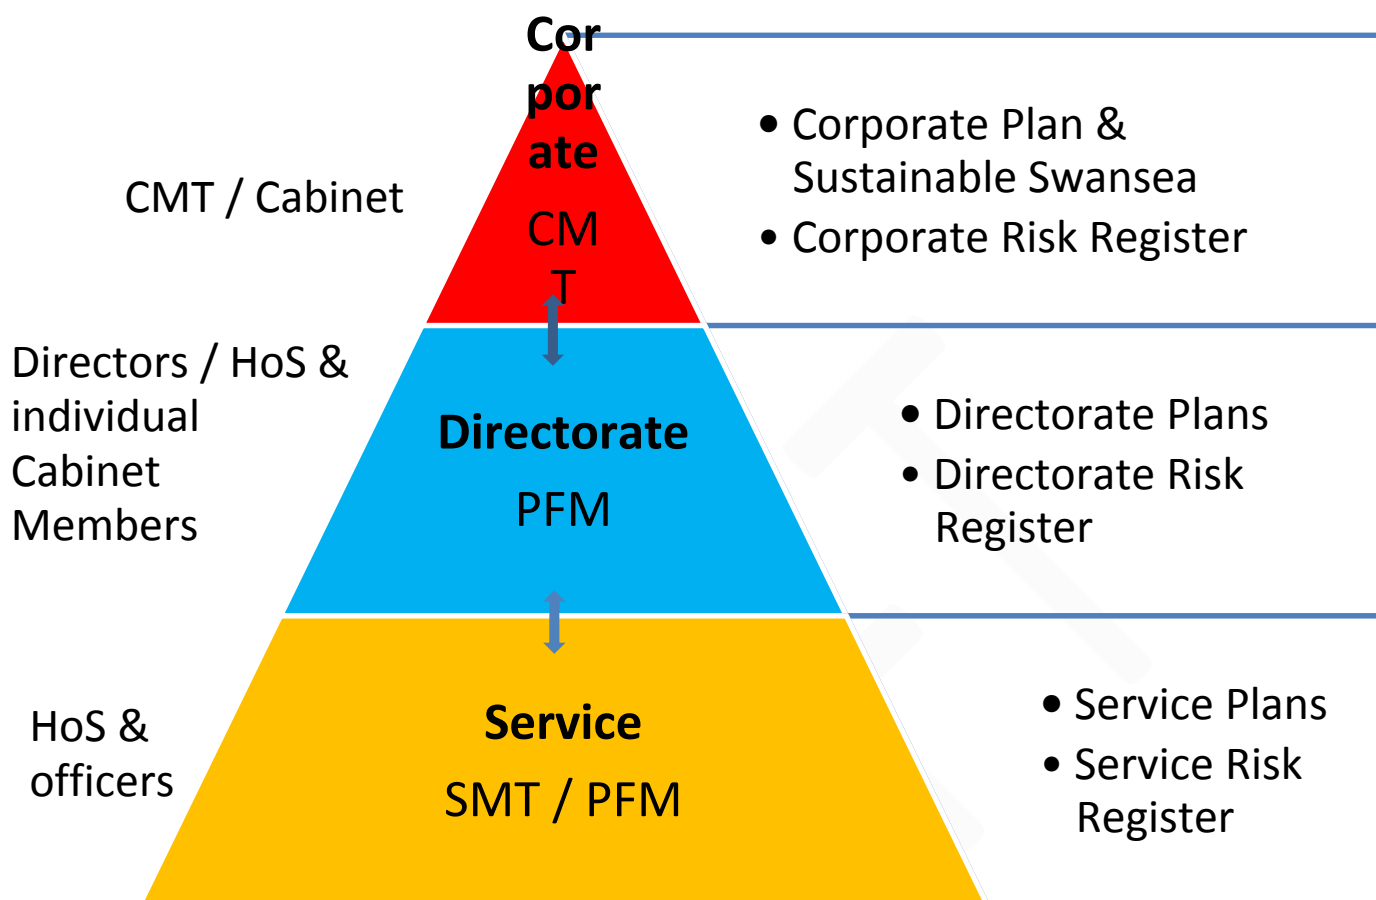 Cor
por
ate
CM
T
CMT / Cabinet
• Corporate Plan &
Sustainable Swansea
• Corporate Risk Register
Directors / HoS &
individual
Cabinet
Members
Directorate
PFM
• Directorate Plans
• Directorate Risk
Register
HoS &
officers
Service
SMT / PFM
• Service Plans
• Service Risk
Register